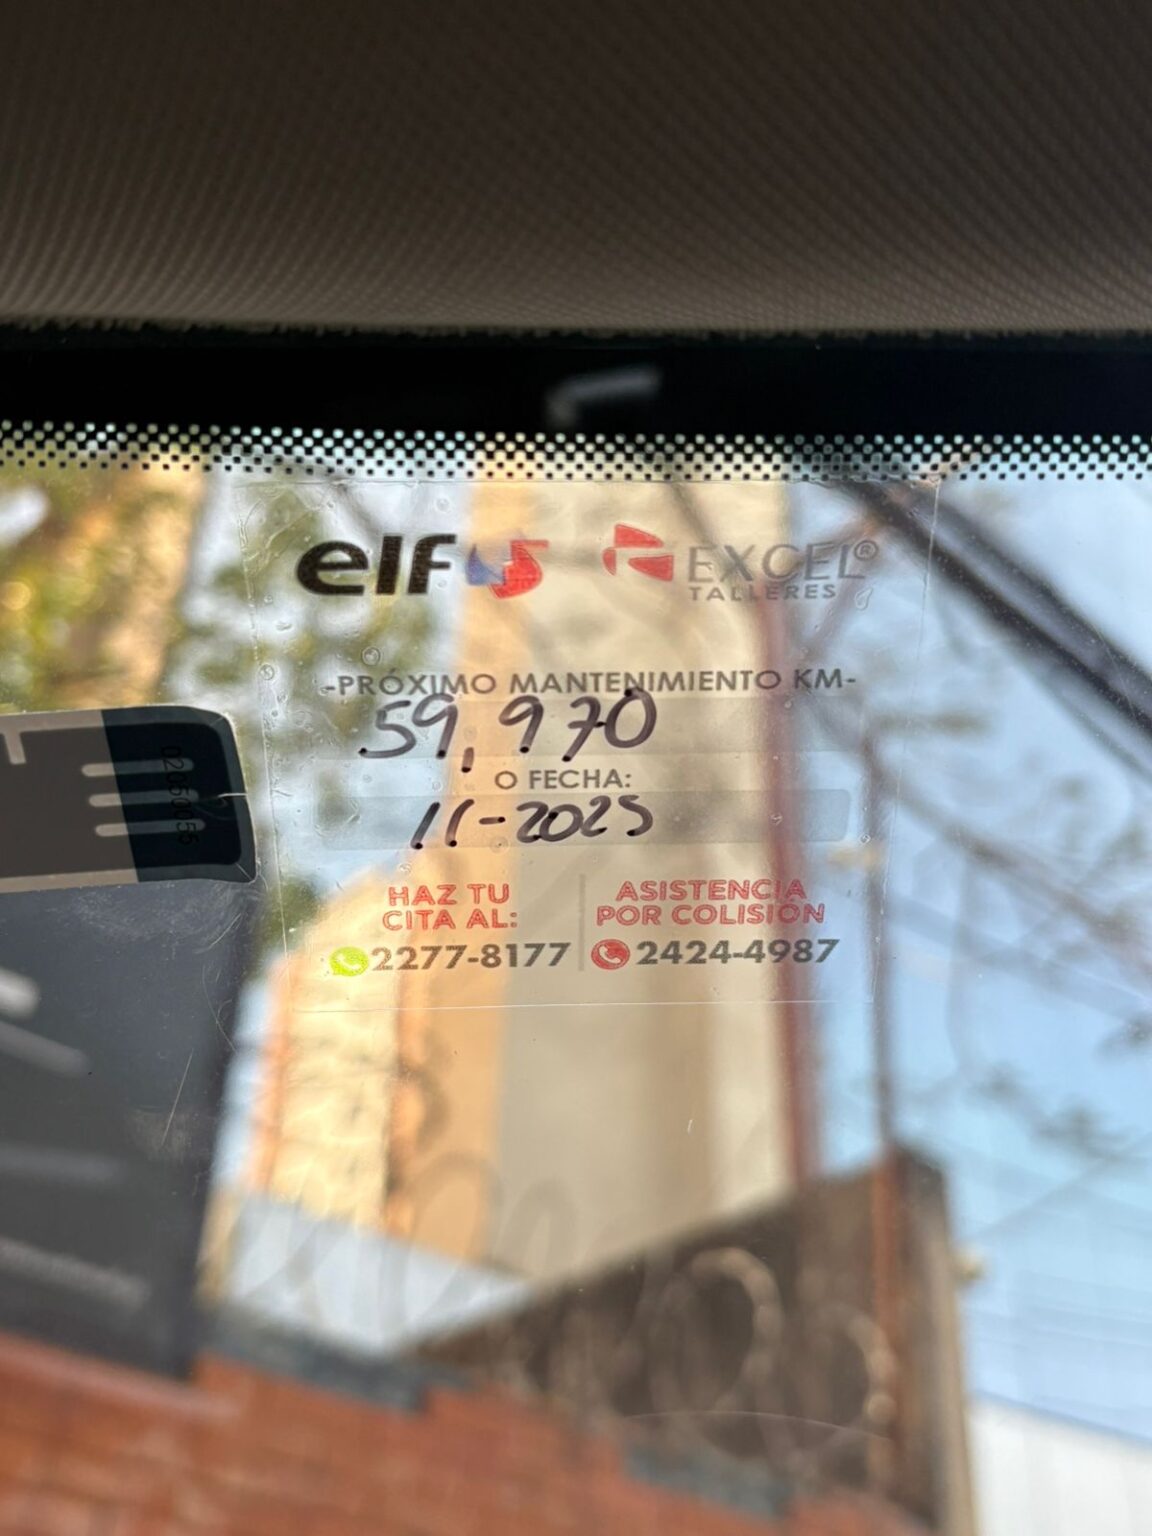 elf EXCEL®
TALLERES
-PRÓXIMO MANTENIMIENTO KM-
59,970
O FECHA:
11-2025
HAZ TU
CITA AL:
2277-8177
ASISTENCIA
POR COLISIÓN
2424-4987